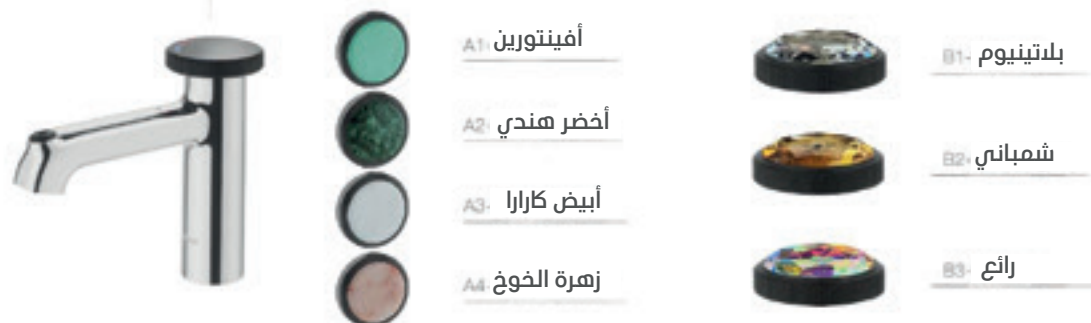 A1- أفينتورين
A2- أخضر هندي
A3- أبيض كارارا
A4- زهرة الخوخ
B1- بلاتينيوم
B2- شمباني
B3- رائع